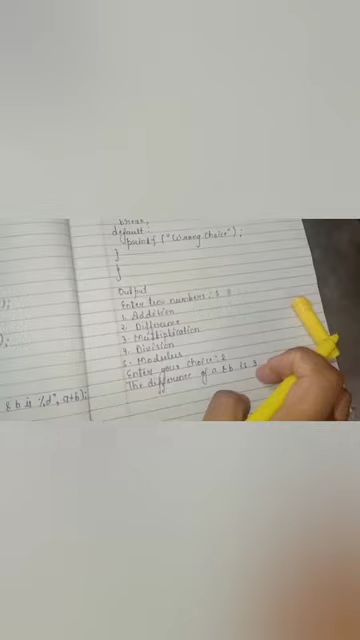 break;
default:
printf ("Wrong choice");
}
}
Output
Enter two numbers: 5 2
1. Addition
2. Difference
3. Multiplication
4. Division
5. Modulus
Enter your choice: 2
The difference of a & b is 3
& b is %d", a+b);